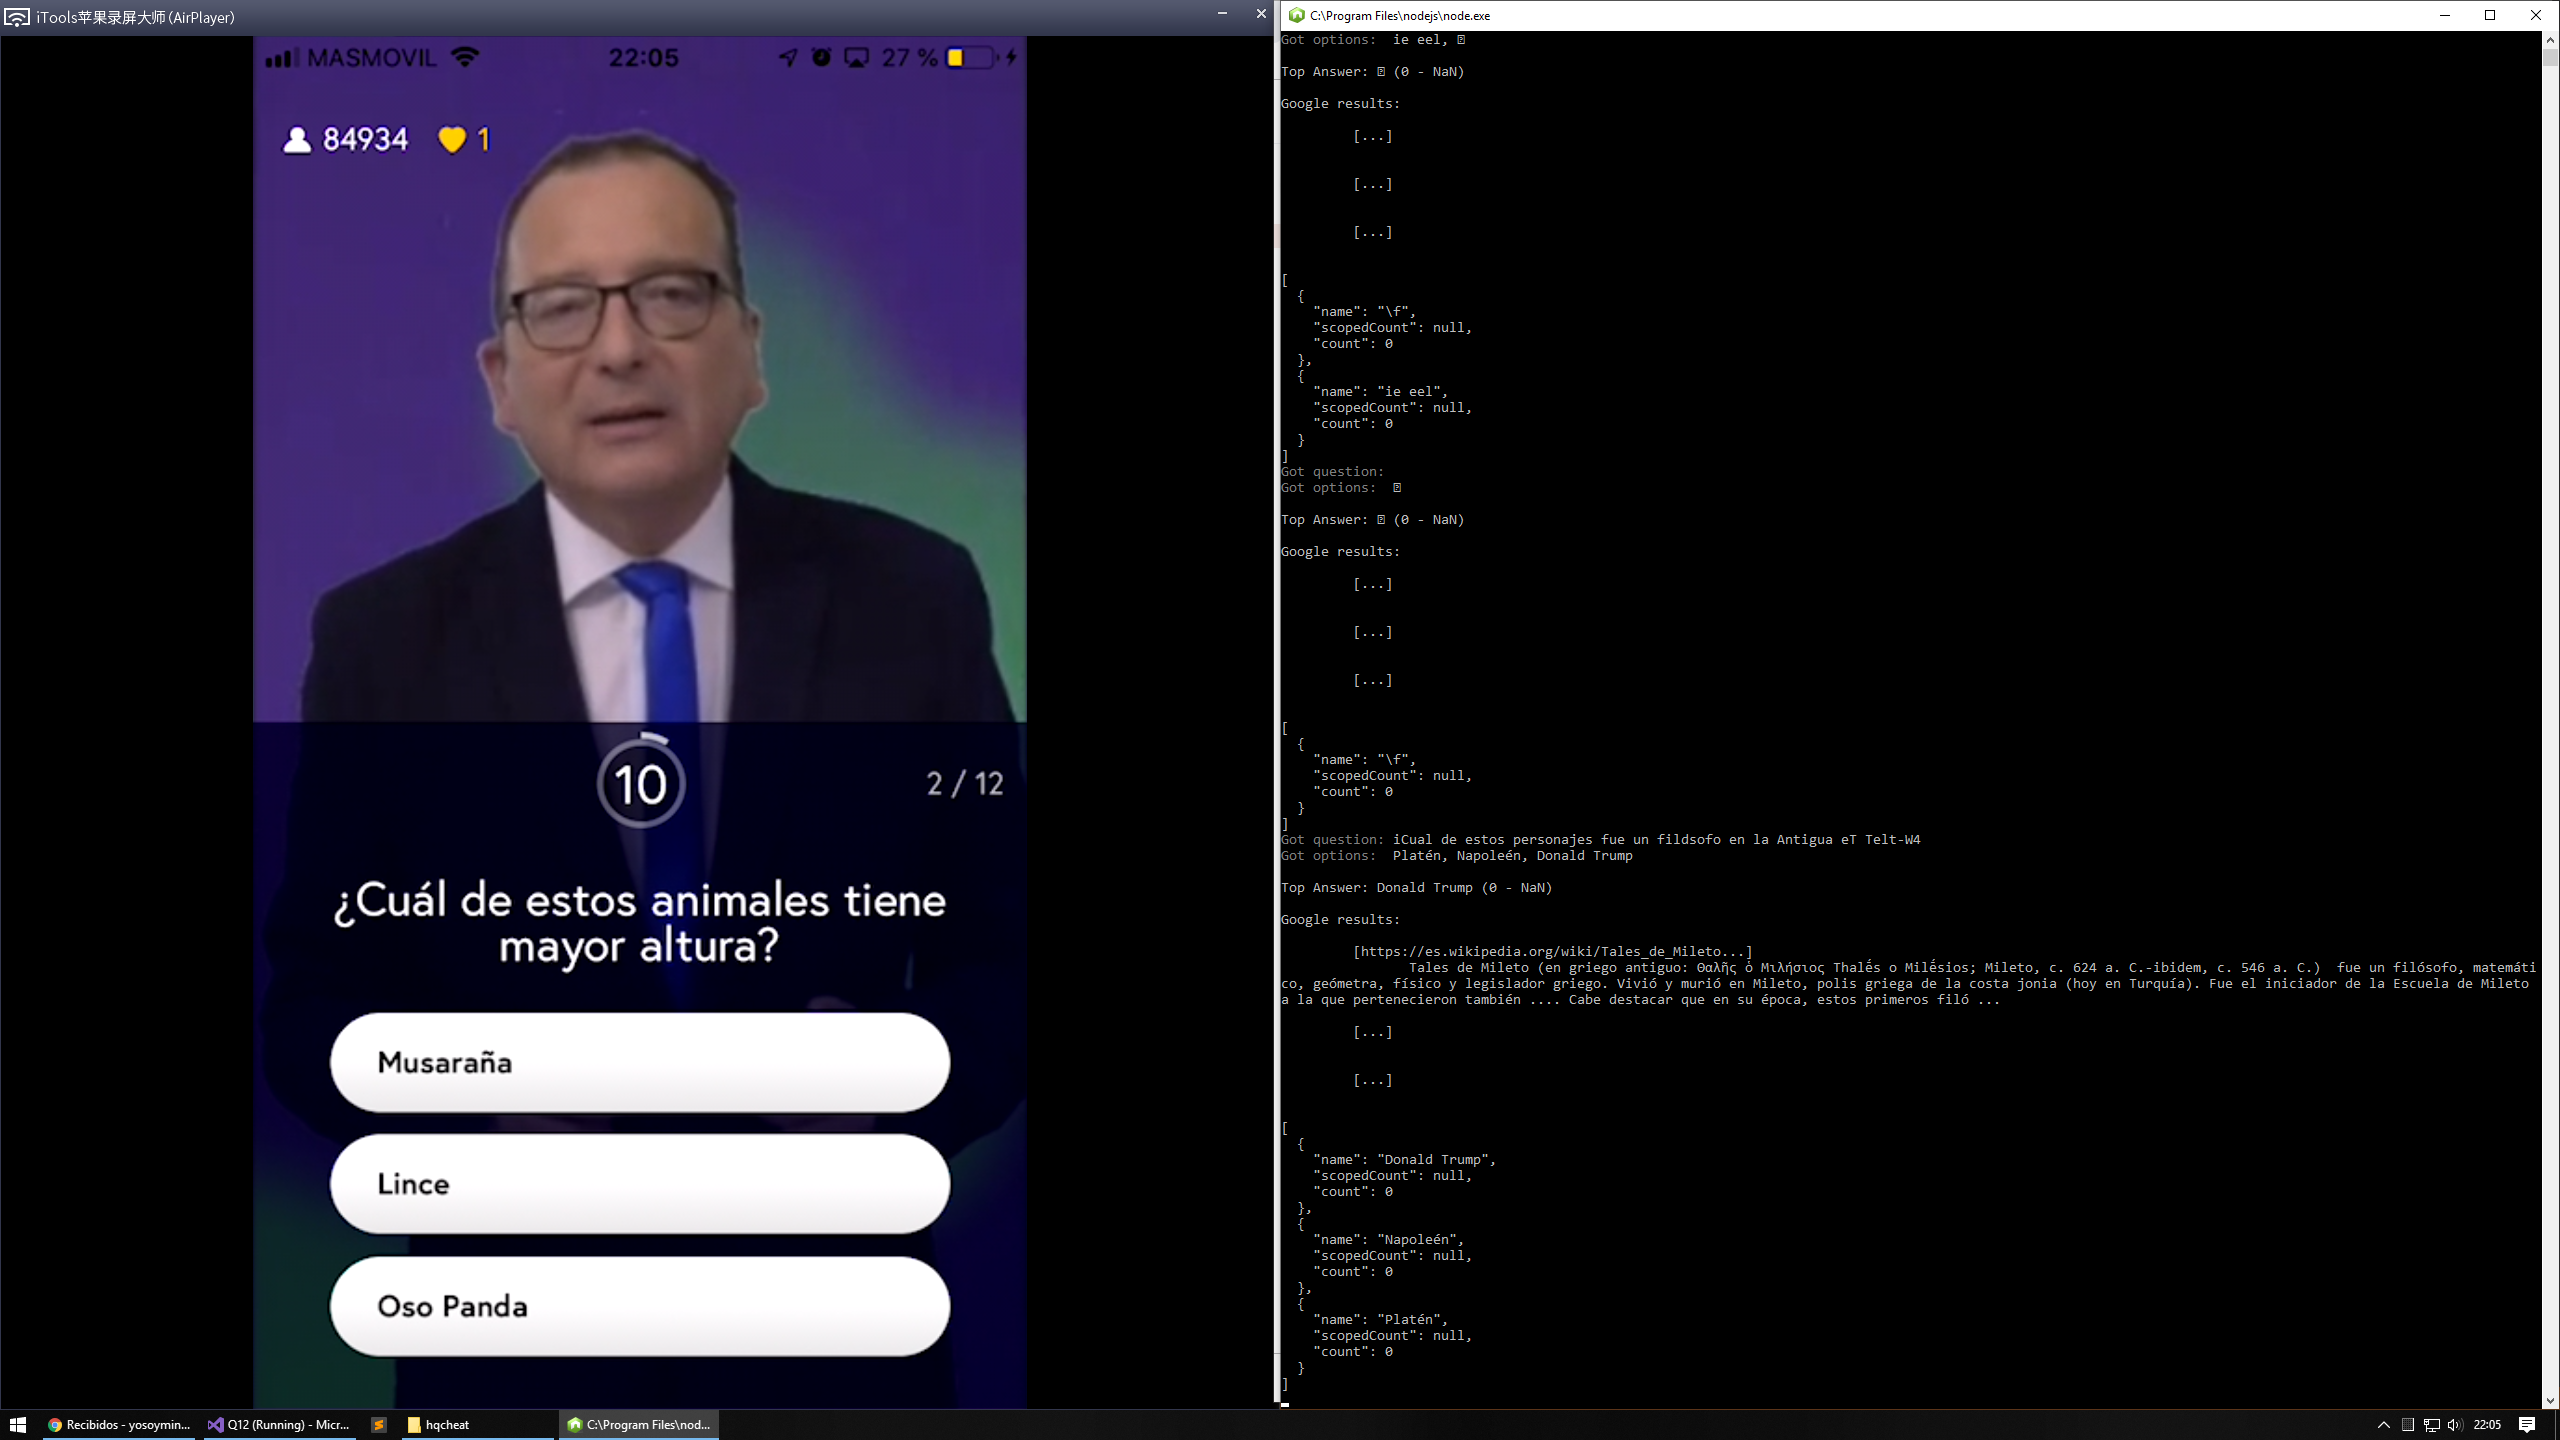 iTools苹果录屏大师(AirPlayer)
MASMOVIL 22:05 27 %
84934 1
10
2 / 12
¿Cuál de estos animales tiene
mayor altura?
Musaraña
Lince
Oso Panda
C:\Program Files\nodejs\node.exe
Got options:  ie eel, 
Top Answer:  (0 - NaN)
Google results:
[...]
[...]
[...]
[
{
"name": "\f",
"scopedCount": null,
"count": 0
},
{
"name": "ie eel",
"scopedCount": null,
"count": 0
}
]
Got question:
Got options:
Top Answer:  (0 - NaN)
Google results:
[...]
[...]
[...]
[
{
"name": "\f",
"scopedCount": null,
"count": 0
}
]
Got question: iCual de estos personajes fue un fildsofo en la Antigua eT Telt-W4
Got options:  Platén, Napoleén, Donald Trump
Top Answer: Donald Trump (0 - NaN)
Google results:
[https://es.wikipedia.org/wiki/Tales_de_Mileto...]
Tales de Mileto (en griego antiguo: Θαλῆς ὁ Μιλήσιος Thalḗs o Milḗsios; Mileto, c. 624 a. C.-ibidem, c. 546 a. C.)  fue un filósofo, matemáti
co, geómetra, físico y legislador griego. Vivió y murió en Mileto, polis griega de la costa jonia (hoy en Turquía). Fue el iniciador de la Escuela de Mileto
a la que pertenecieron también .... Cabe destacar que en su época, estos primeros filó ...
[...]
[...]
[
{
"name": "Donald Trump",
"scopedCount": null,
"count": 0
},
{
"name": "Napoleén",
"scopedCount": null,
"count": 0
},
{
"name": "Platén",
"scopedCount": null,
"count": 0
}
]
Recibidos - yosoymin... Q12 (Running) - Micr... hqcheat C:\Program Files\nod... 22:05